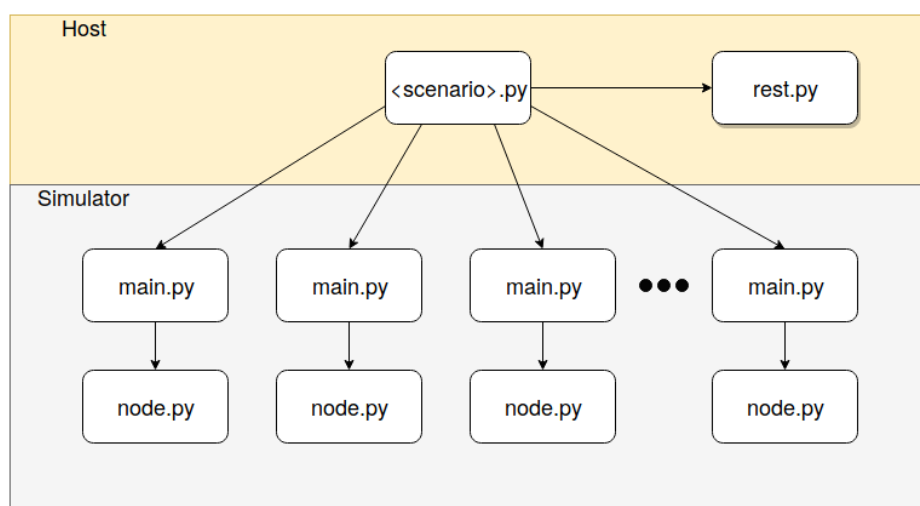 Host
<scenario>.py
rest.py
Simulator
main.py
main.py
main.py
main.py
node.py
node.py
node.py
node.py